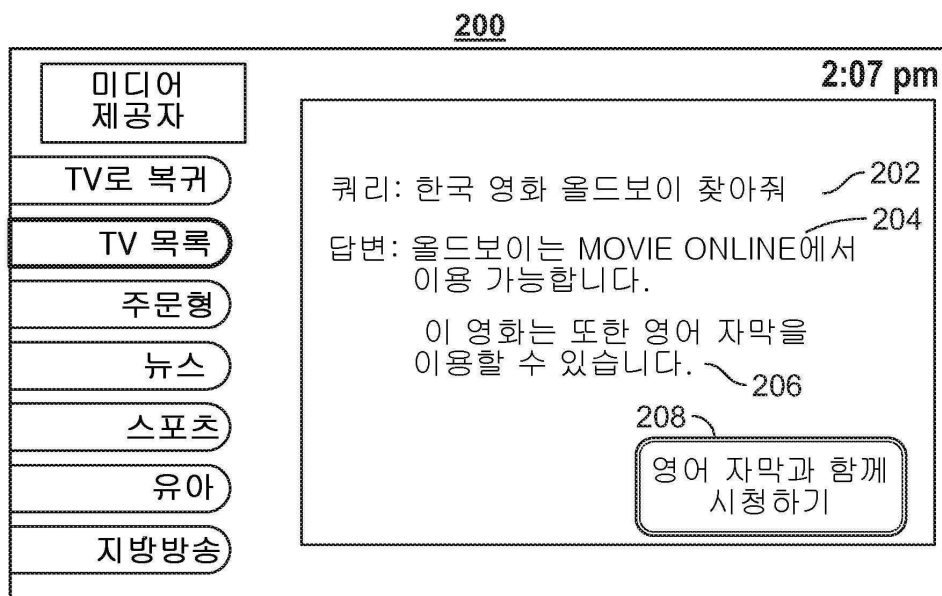 200
미디어
제공자
2:07 pm
TV로 복귀
TV 목록
주문형
뉴스
스포츠
유아
지방방송
쿼리: 한국 영화 올드보이 찾아줘
202
204
답변: 올드보이는 MOVIE ONLINE에서
이용 가능합니다.
이 영화는 또한 영어 자막을
이용할 수 있습니다.
206
208
영어 자막과 함께
시청하기